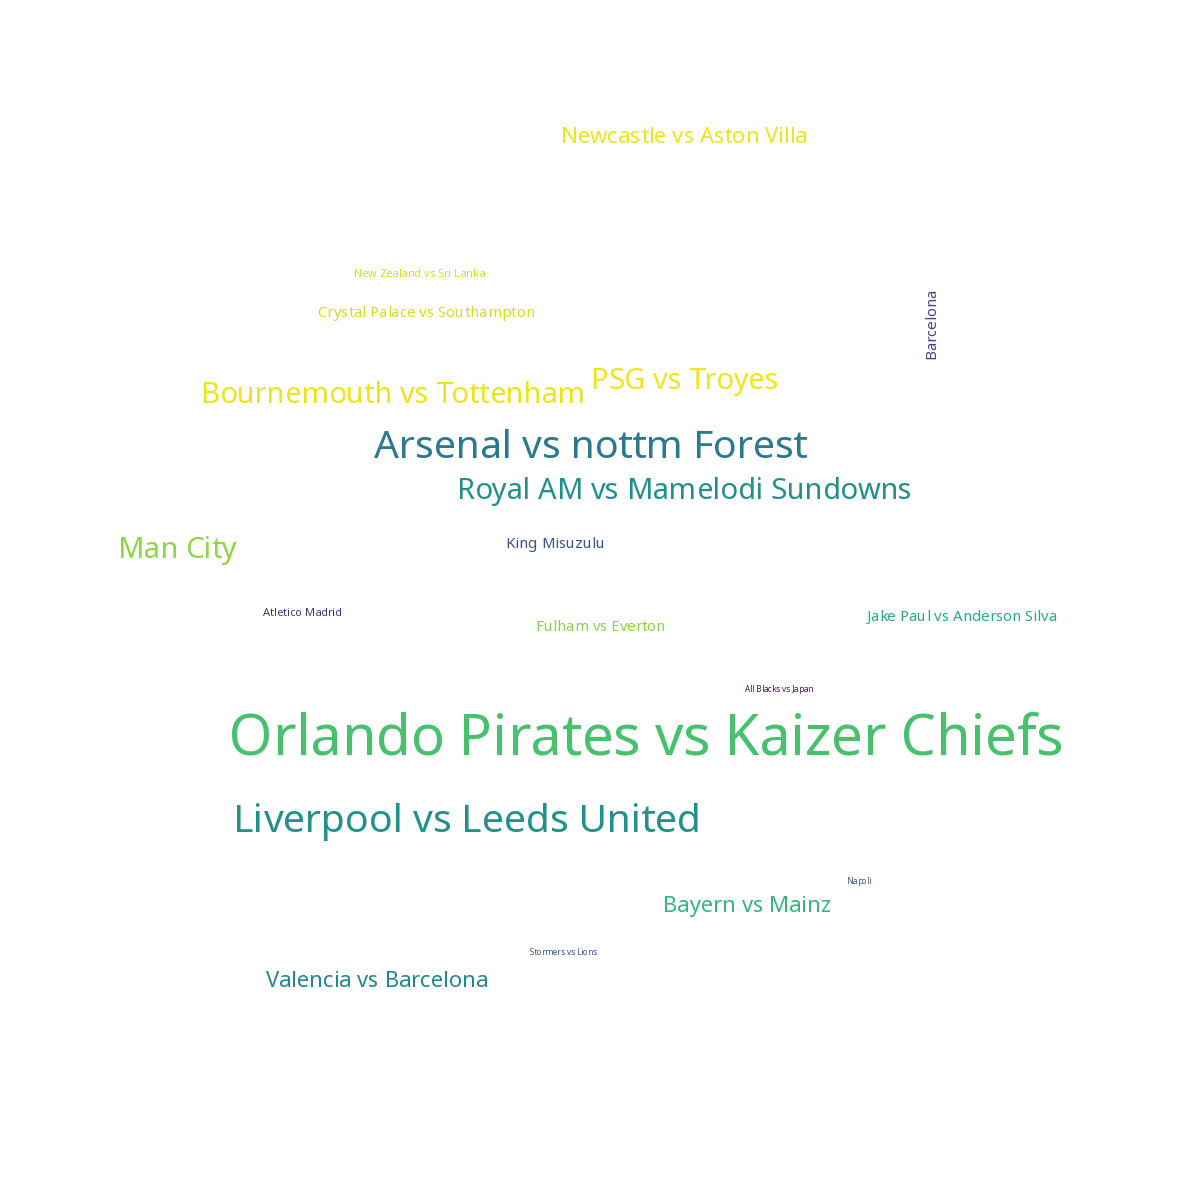 Newcastle vs Aston Villa
New Zealand vs Sri Lanka
Crystal Palace vs Southampton
Barcelona
PSG vs Troyes
Bournemouth vs Tottenham
Arsenal vs nottm Forest
Royal AM vs Mamelodi Sundowns
Man City
King Misuzulu
Atletico Madrid
Jake Paul vs Anderson Silva
Fulham vs Everton
All Blacks vs Japan
Orlando Pirates vs Kaizer Chiefs
Liverpool vs Leeds United
Napoli
Bayern vs Mainz
Stormers vs Lions
Valencia vs Barcelona